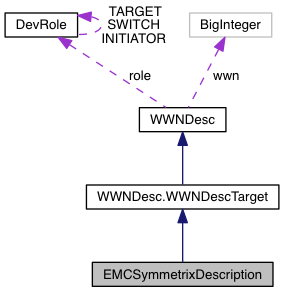 DevRole
TARGET
SWITCH
INITIATOR
BigInteger
role
wwn
WWNDesc
WWNDesc.WWNDescTarget
EMCSymmetrixDescription